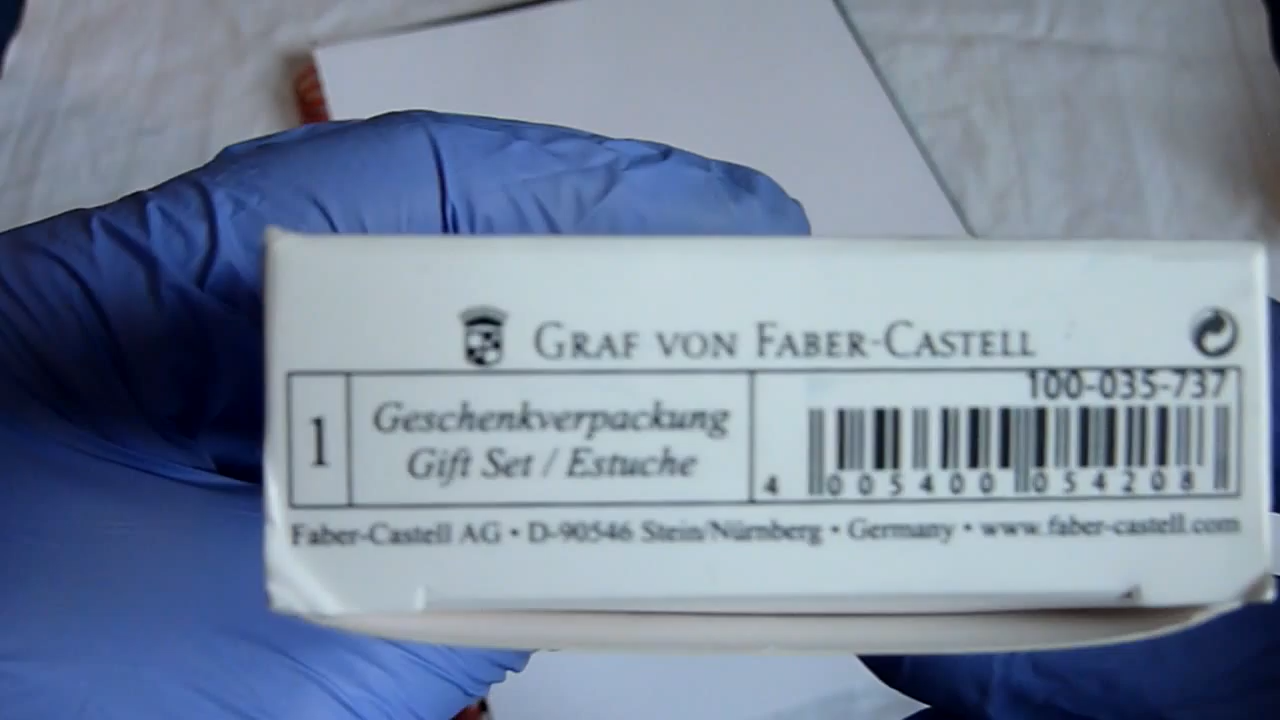 GRAF VON FABER-CASTELL
100-035-737
1
Geschenkverpackung
Gift Set / Estuche
4 005400 054208
Faber-Castell AG • D-90546 Stein/Nürnberg • Germany • www.faber-castell.com